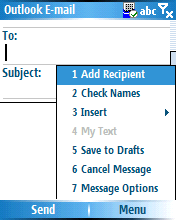 Outlook E-mail abc
To:
Subject:
1 Add Recipient
2 Check Names
3 Insert
4 My Text
5 Save to Drafts
6 Cancel Message
7 Message Options
Send Menu